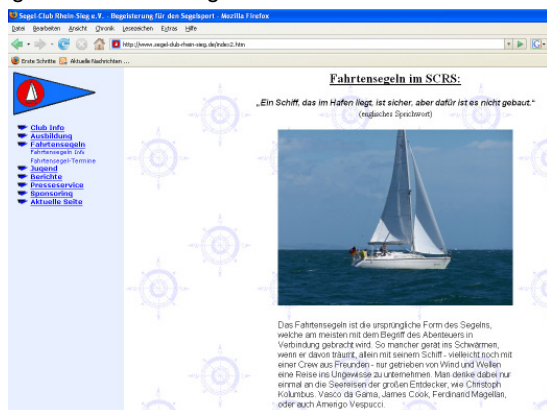 Segel-Club Rhein-Sieg e.V. - Begeisterung für den Segelsport - Mozilla Firefox
Datei Bearbeiten Ansicht Chronik Lesezeichen Extras Hilfe
http://www.segel-club-rhein-sieg.de/index2.htm
Erste Schritte Aktuelle Nachrichten ...
Club Info
Ausbildung
Fahrtensegeln
Fahrtensegeln Info
Fahrtensegel-Termine
Jugend
Berichte
Presseservice
Sponsoring
Aktuelle Seite
Fahrtensegeln im SCRS:
„Ein Schiff, das im Hafen liegt, ist sicher, aber dafür ist es nicht gebaut.“
(englisches Sprichwort)
Das Fahrtensegeln ist die ursprüngliche Form des Segelns,
welche am meisten mit dem Begriff des Abenteuers in
Verbindung gebracht wird. So mancher gerät ins Schwärmen,
wenn er davon träumt, allein mit seinem Schiff - vielleicht noch mit
einer Crew aus Freunden - nur getrieben von Wind und Wellen
eine Reise ins Ungewisse zu unternehmen. Man denke dabei nur
einmal an die Seereisen der großen Entdecker, wie Christoph
Kolumbus, Vasco da Gama, James Cook, Ferdinand Magellan,
oder auch Amerigo Vespucci.